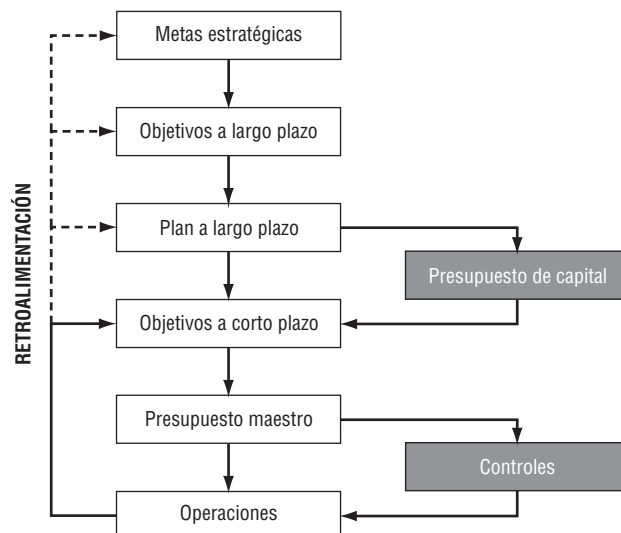 Metas estratégicas
Objetivos a largo plazo
RETROALIMENTACIÓN
Plan a largo plazo
Presupuesto de capital
Objetivos a corto plazo
Presupuesto maestro
Controles
Operaciones